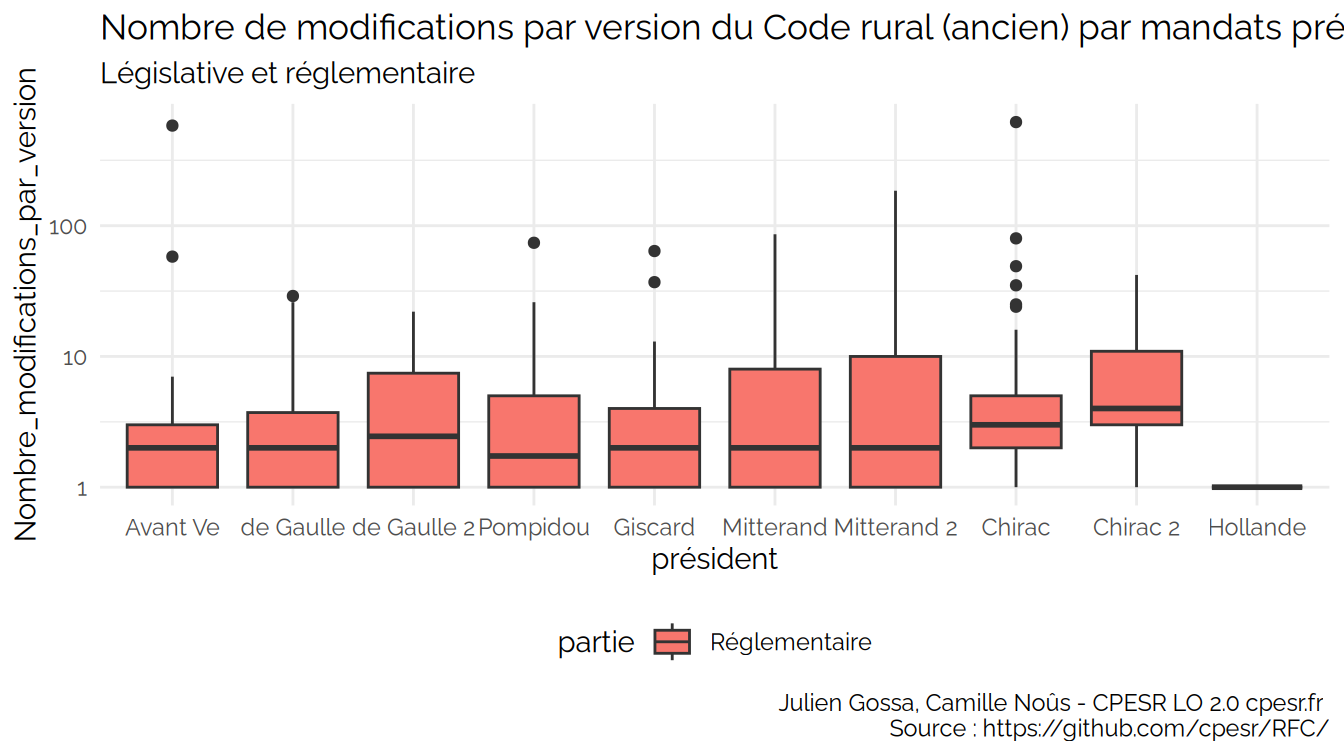 Nombre de modifications par version du Code rural (ancien) par mandats pré
Législative et réglementaire
Nombre_modifications_par_version
100
10
1
Avant Ve de Gaulle de Gaulle 2 Pompidou Giscard Mitterand Mitterand 2 Chirac Chirac 2 Hollande
président
partie Réglementaire
Julien Gossa, Camille Noûs - CPESR LO 2.0 cpesr.fr
Source : https://github.com/cpesr/RFC/